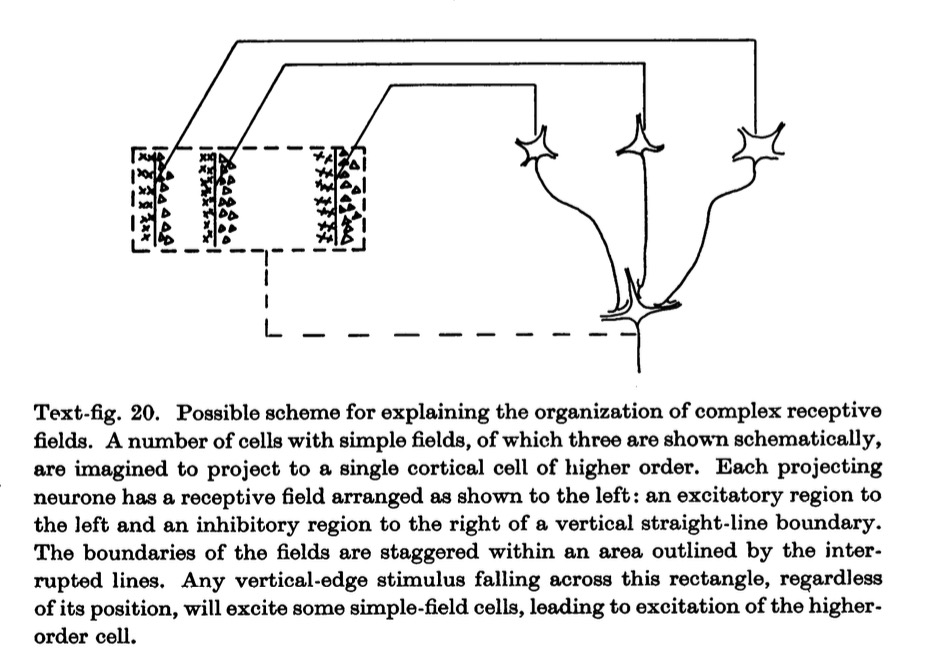 Text-fig. 20. Possible scheme for explaining the organization of complex receptive
fields. A number of cells with simple fields, of which three are shown schematically,
are imagined to project to a single cortical cell of higher order. Each projecting
neurone has a receptive field arranged as shown to the left: an excitatory region to
the left and an inhibitory region to the right of a vertical straight-line boundary.
The boundaries of the fields are staggered within an area outlined by the inter-
rupted lines. Any vertical-edge stimulus falling across this rectangle, regardless
of its position, will excite some simple-field cells, leading to excitation of the higher-
order cell.